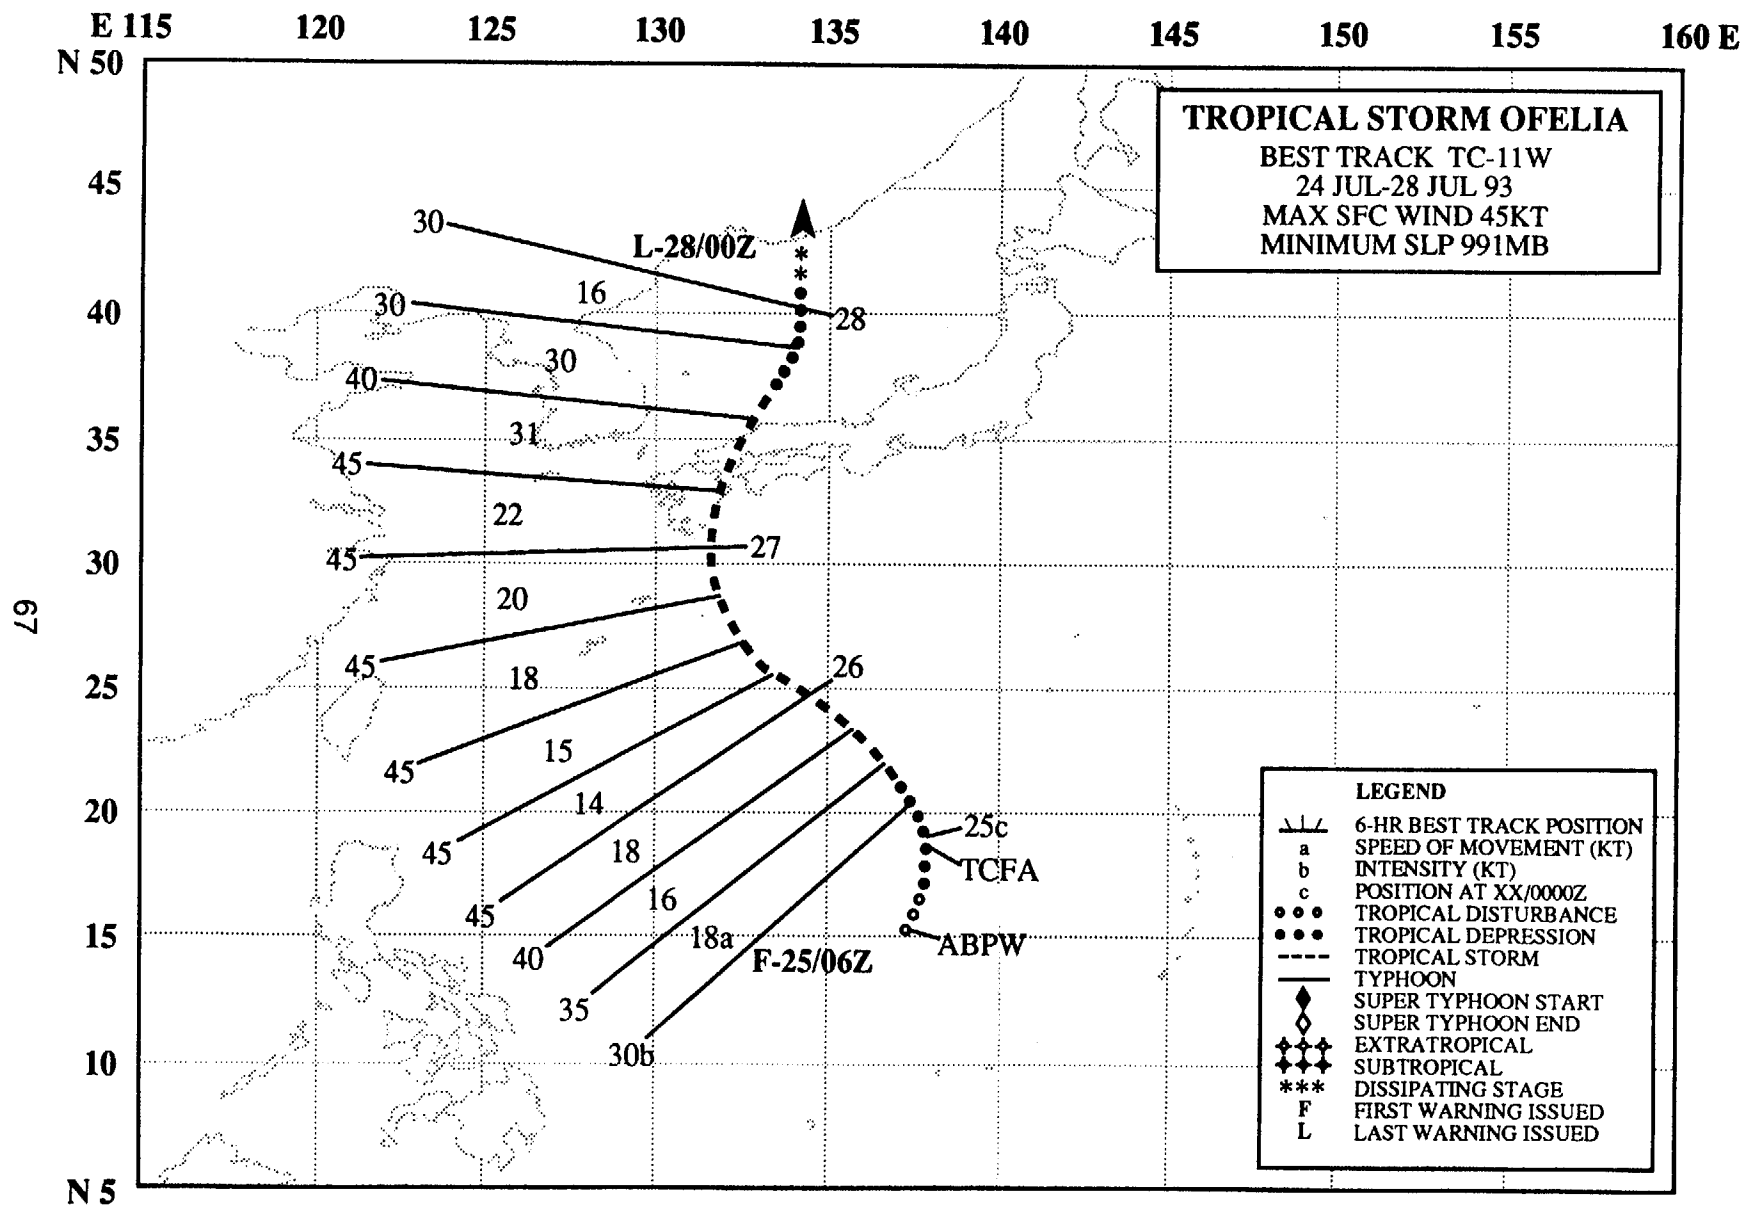 E 115 120 125 130 135 140 145 150 155 160 E
N 50
45
40
35
30
25
20
15
10
N 5
TROPICAL STORM OFELIA
BEST TRACK TC-11W
24 JUL-28 JUL 93
MAX SFC WIND 45KT
MINIMUM SLP 991MB
30
L-28/00Z
16
30
28
30
40
31
45
22
27
45
20
45
18
26
45
15
14
45
18
25c
TCFA
45
16
18a
ABPW
40
F-25/06Z
35
30b
67
LEGEND
6-HR BEST TRACK POSITION
a SPEED OF MOVEMENT (KT)
b INTENSITY (KT)
c POSITION AT XX/0000Z
TROPICAL DISTURBANCE
TROPICAL DEPRESSION
TROPICAL STORM
TYPHOON
SUPER TYPHOON START
SUPER TYPHOON END
EXTRATROPICAL
SUBTROPICAL
*** DISSIPATING STAGE
F FIRST WARNING ISSUED
L LAST WARNING ISSUED